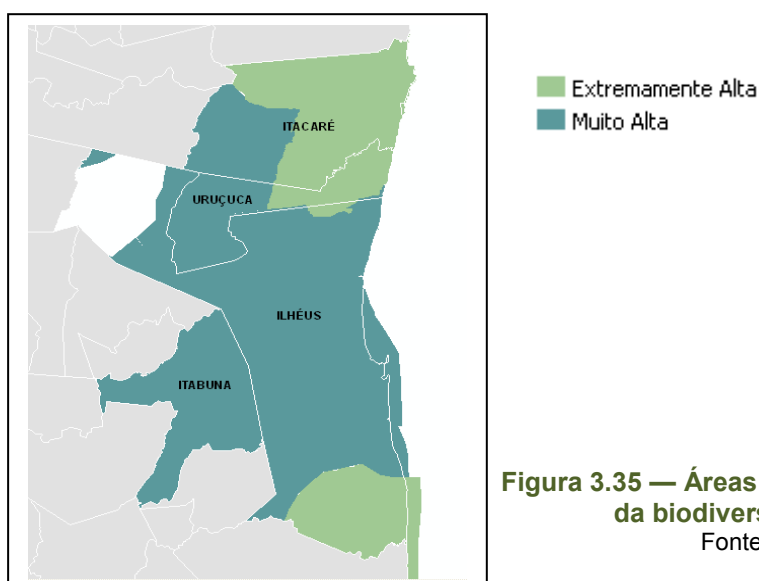 Extremamente Alta
Muito Alta
ITACARÉ
URUÇUCA
ILHÉUS
ITABUNA
Figura 3.35 — Áreas
da biodivers
Fonte